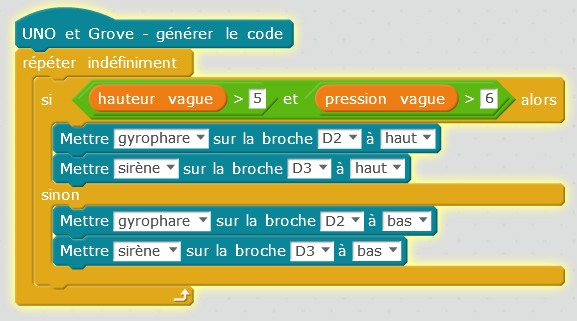 UNO et Grove - générer le code
répéter indéfiniment
si hauteur vague > 5 et pression vague > 6 alors
Mettre gyrophare sur la broche D2 à haut
Mettre sirène sur la broche D3 à haut
sinon
Mettre gyrophare sur la broche D2 à bas
Mettre sirène sur la broche D3 à bas